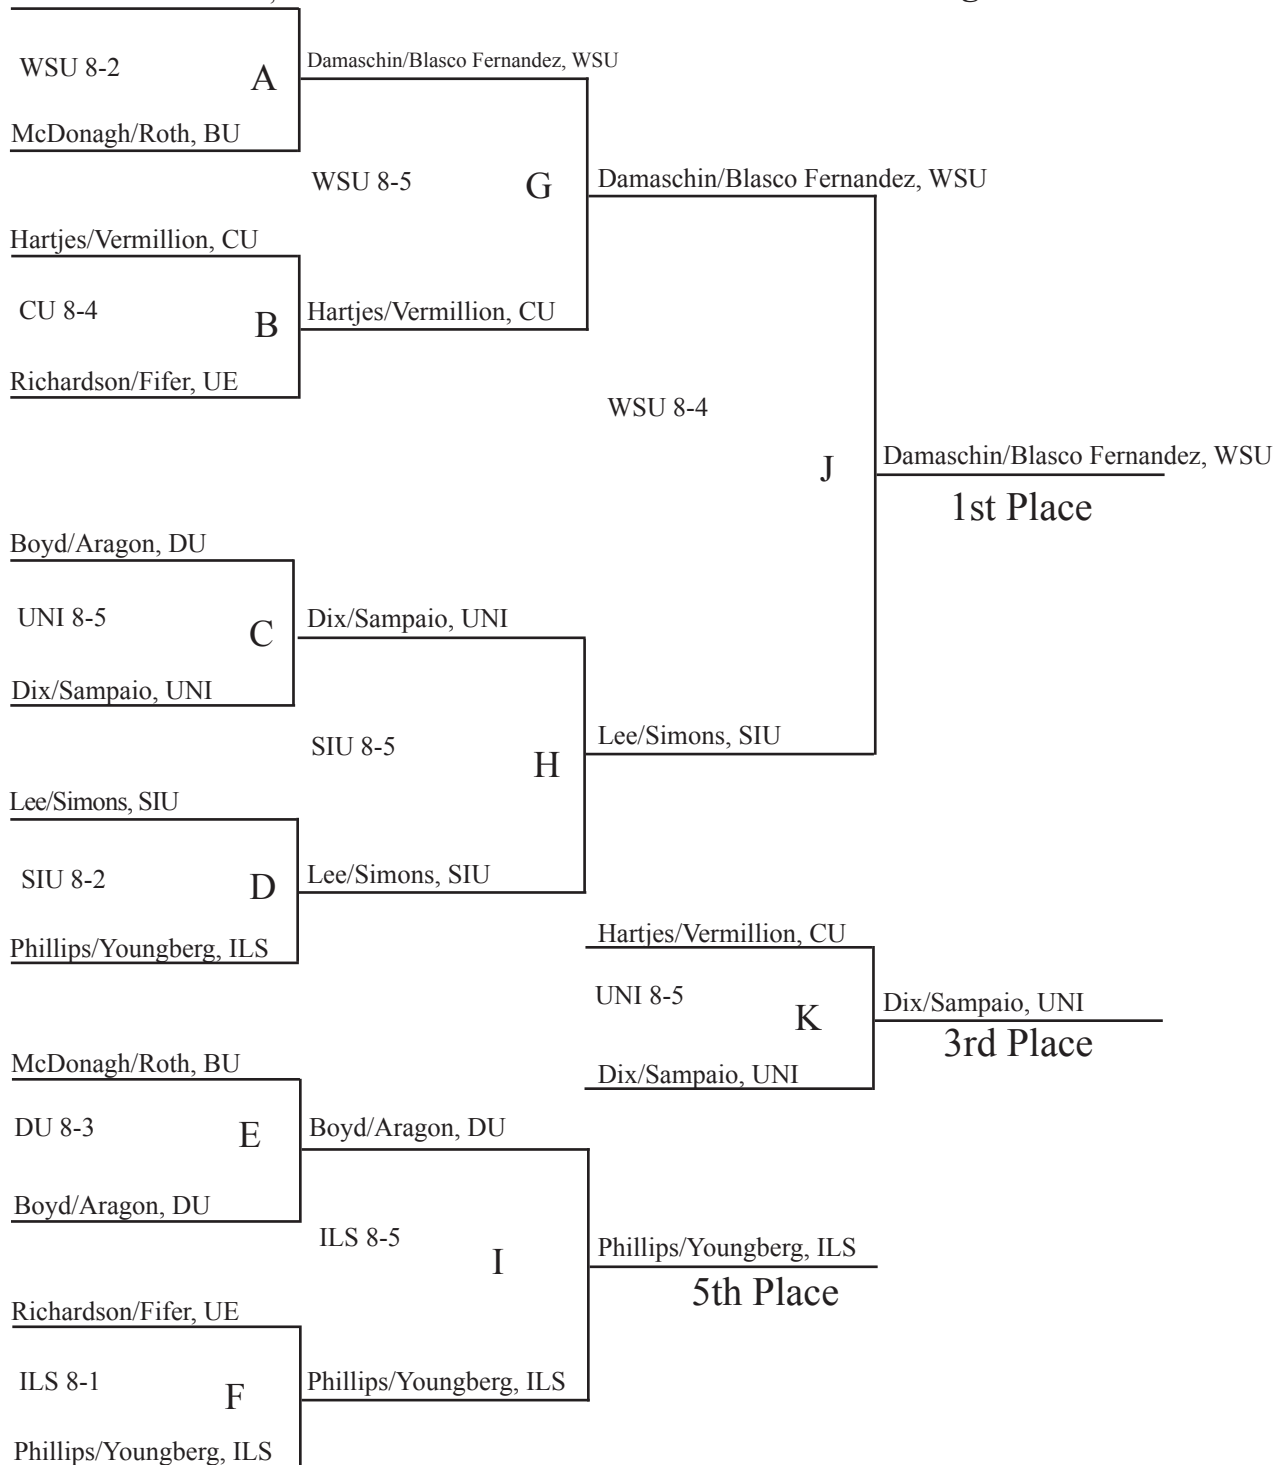 WSU 8-2
A
Damaschin/Blasco Fernandez, WSU
McDonagh/Roth, BU
WSU 8-5
G
Damaschin/Blasco Fernandez, WSU
Hartjes/Vermillion, CU
CU 8-4
B
Hartjes/Vermillion, CU
Richardson/Fifer, UE
WSU 8-4
J
Damaschin/Blasco Fernandez, WSU
1st Place
Boyd/Aragon, DU
UNI 8-5
C
Dix/Sampaio, UNI
Dix/Sampaio, UNI
SIU 8-5
H
Lee/Simons, SIU
Lee/Simons, SIU
SIU 8-2
D
Lee/Simons, SIU
Phillips/Youngberg, ILS
Hartjes/Vermillion, CU
UNI 8-5
K
Dix/Sampaio, UNI
3rd Place
Dix/Sampaio, UNI
McDonagh/Roth, BU
DU 8-3
E
Boyd/Aragon, DU
Boyd/Aragon, DU
ILS 8-5
I
Phillips/Youngberg, ILS
5th Place
Richardson/Fifer, UE
ILS 8-1
F
Phillips/Youngberg, ILS
Phillips/Youngberg, ILS